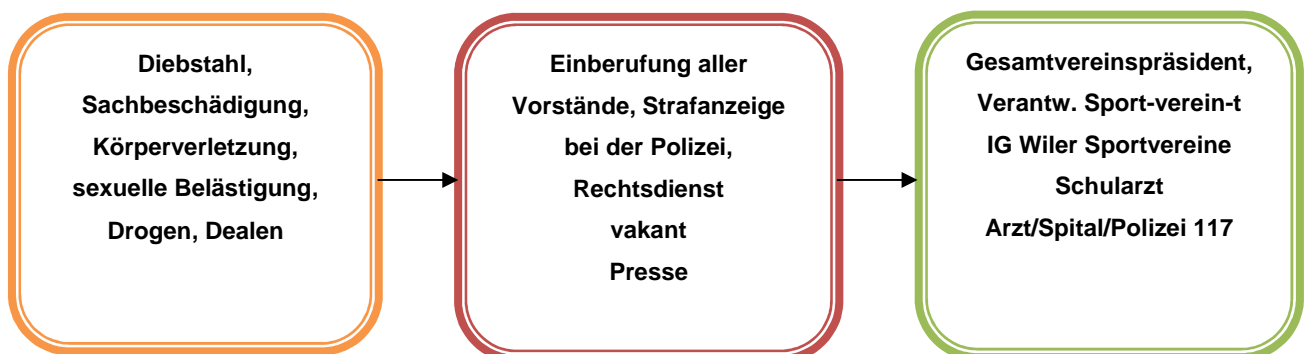 Diebstahl,
Sachbeschädigung,
Körperverletzung,
sexuelle Belästigung,
Drogen, Dealen
Einberufung aller
Vorstände, Strafanzeige
bei der Polizei,
Rechtsdienst
vakant
Presse
Gesamtvereinspräsident,
Verantw. Sport-verein-t
IG Wiler Sportvereine
Schularzt
Arzt/Spital/Polizei 117